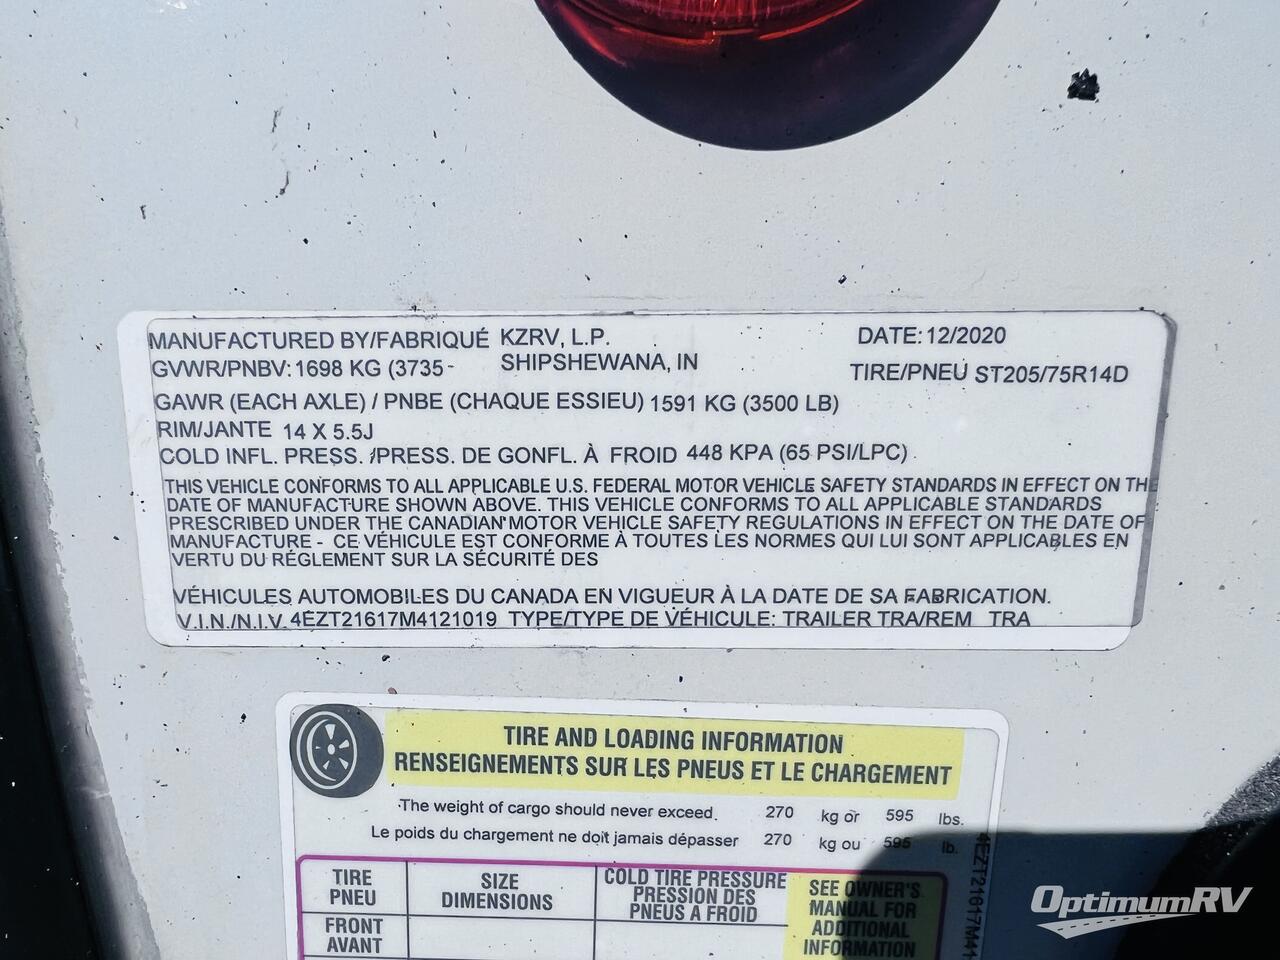 MANUFACTURED BY/FABRIQUÉ KZRV, L.P. DATE: 12/2020
GVWR/PNBV: 1698 KG (3735- SHIPSHEWANA, IN TIRE/PNEU ST205/75R14D
GAWR (EACH AXLE) / PNBE (CHAQUE ESSIEU) 1591 KG (3500 LB)
RIM/JANTE 14 X 5.5J
COLD INFL. PRESS. /PRESS. DE GONFL. À FROID 448 KPA (65 PSI/LPC)
THIS VEHICLE CONFORMS TO ALL APPLICABLE U.S. FEDERAL MOTOR VEHICLE SAFETY STANDARDS IN EFFECT ON THE
DATE OF MANUFACTURE SHOWN ABOVE. THIS VEHICLE CONFORMS TO ALL APPLICABLE STANDARDS
PRESCRIBED UNDER THE CANADIAN MOTOR VEHICLE SAFETY REGULATIONS IN EFFECT ON THE DATE OF
MANUFACTURE - CE VÉHICULE EST CONFORME À TOUTES LES NORMES QUI LUI SONT APPLICABLES EN
VERTU DU RÉGLEMENT SUR LA SÉCURITÉ DES
VÉHICULES AUTOMOBILES DU CANADA EN VIGUEUR À LA DATE DE SA FABRICATION.
V.I.N./N.I.V. 4EZT21617M4121019 TYPE/TYPE DE VÉHICULE: TRAILER TRA/REM TRA
TIRE AND LOADING INFORMATION
RENSEIGNEMENTS SUR LES PNEUS ET LE CHARGEMENT
The weight of cargo should never exceed 270 kg or 595 lbs.
Le poids du chargement ne doit jamais dépasser 270 kg ou 595 lb.
TIRE
PNEU
SIZE
DIMENSIONS
COLD TIRE PRESSURE
PRESSION DES
PNEUS A FROID
SEE OWNER'S
MANUAL FOR
ADDITIONAL
INFORMATION
FRONT
AVANT
4EZT21617M41
OptimumRV